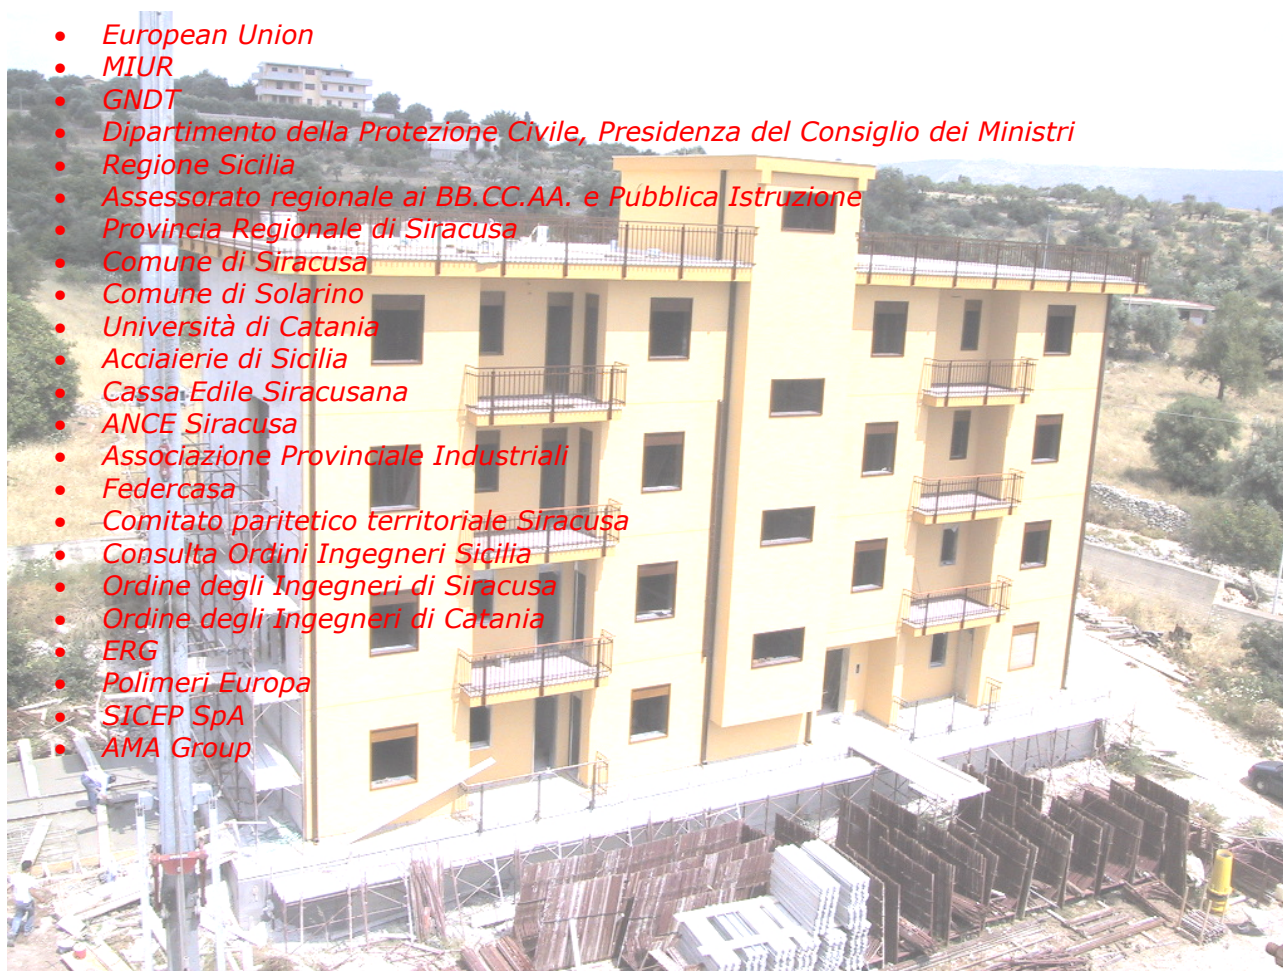 • European Union
• MIUR
• GNDT
• Dipartimento della Protezione Civile, Presidenza del Consiglio dei Ministri
• Regione Sicilia
• Assessorato regionale ai BB.CC.AA. e Pubblica Istruzione
• Provincia Regionale di Siracusa
• Comune di Siracusa
• Comune di Solarino
• Università di Catania
• Acciaierie di Sicilia
• Cassa Edile Siracusana
• ANCE Siracusa
• Associazione Provinciale Industriali
• Federcasa
• Comitato paritetico territoriale Siracusa
• Consulta Ordini Ingegneri Sicilia
• Ordine degli Ingegneri di Siracusa
• Ordine degli Ingegneri di Catania
• ERG
• Polimeri Europa
• SICEP SpA
• AMA Group